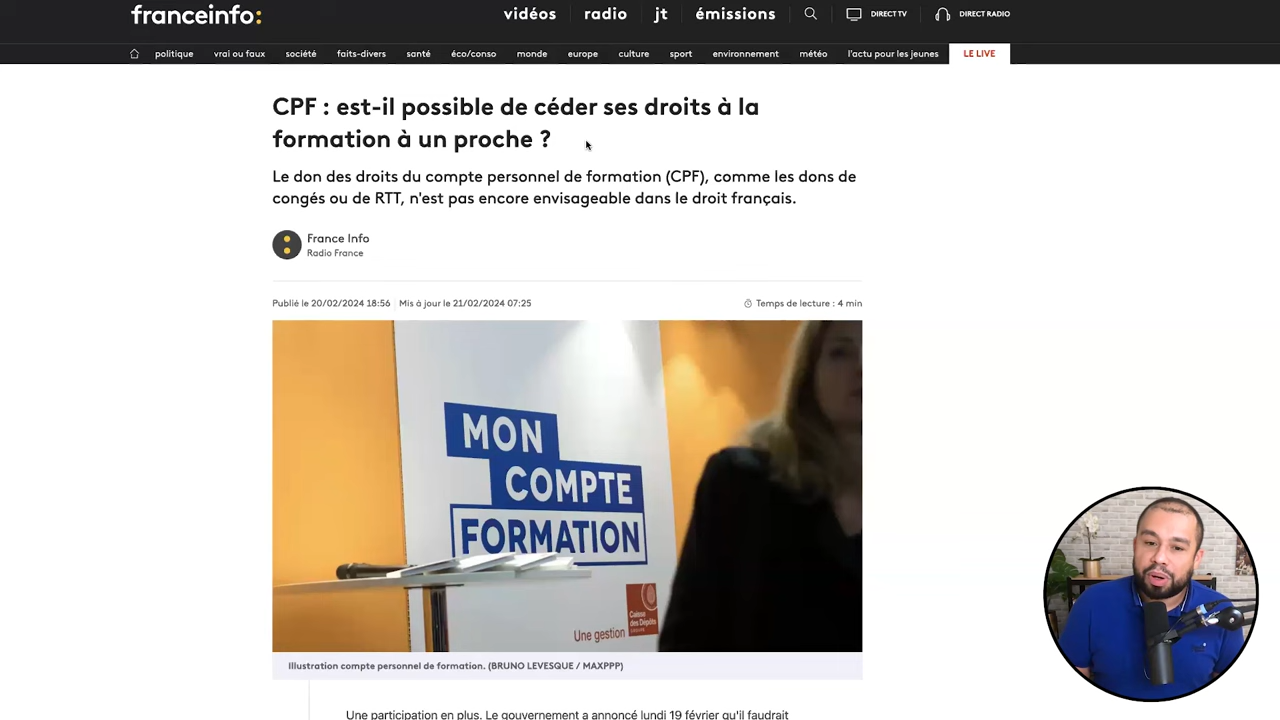 franceinfo:
vidéos radio jt émissions DIRECT TV DIRECT RADIO
politique vrai ou faux société faits-divers santé éco/conso monde europe culture sport environnement météo l'actu pour les jeunes LE LIVE
CPF : est-il possible de céder ses droits à la
formation à un proche ?
Le don des droits du compte personnel de formation (CPF), comme les dons de
congés ou de RTT, n'est pas encore envisageable dans le droit français.
France Info
Radio France
Publié le 20/02/2024 18:56 Mis à jour le 21/02/2024 07:25 Temps de lecture : 4 min
MON
COMPTE
FORMATION
Une gestion
Caisse
des Dépôts
Illustration compte personnel de formation. (BRUNO LEVESQUE / MAXPPP)
Une participation en plus. Le gouvernement a annoncé lundi 19 février qu'il faudrait